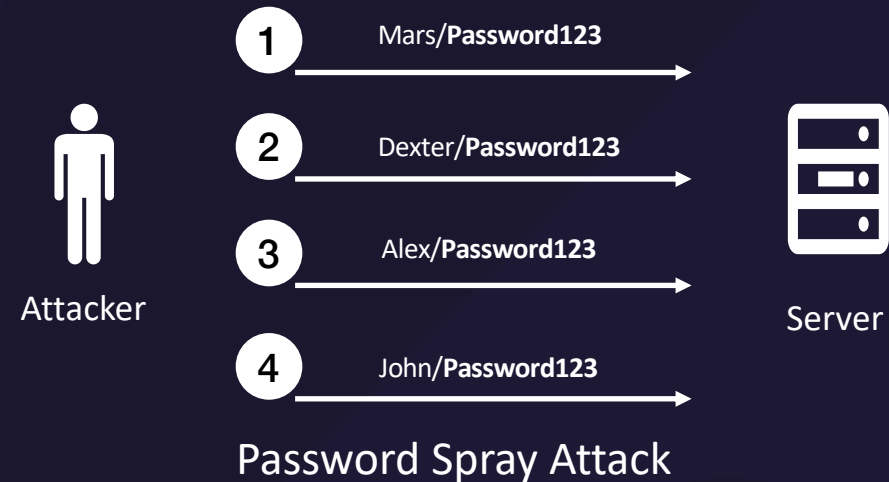 1
Mars/Password123
2
Dexter/Password123
3
Alex/Password123
Attacker
Server
4
John/Password123
Password Spray Attack